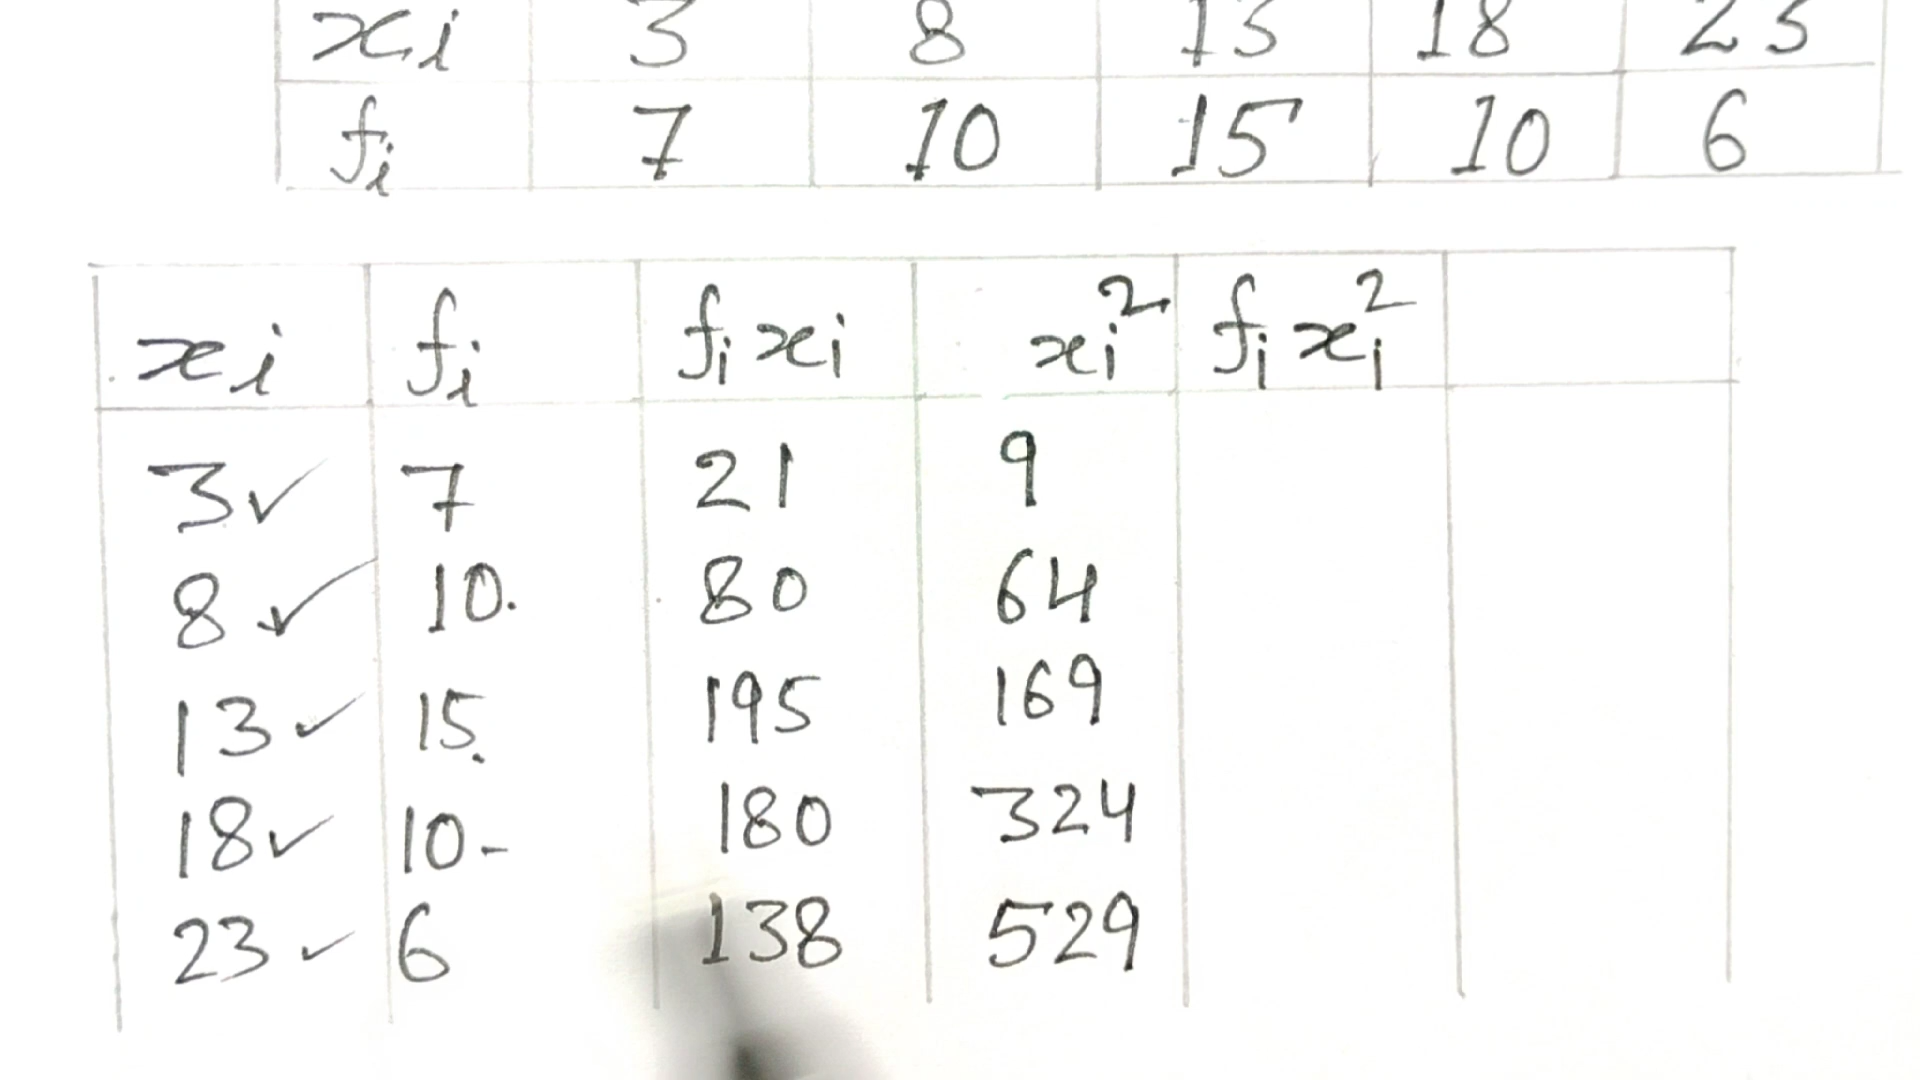 xi 3 8 13 18 23
fi 7 10 15 10 6
xi fi fixi xi² fixi²
3✓ 7 21 9
8✓ 10. 80 64
13✓ 15. 195 169
18✓ 10- 180 324
23✓ 6 138 529